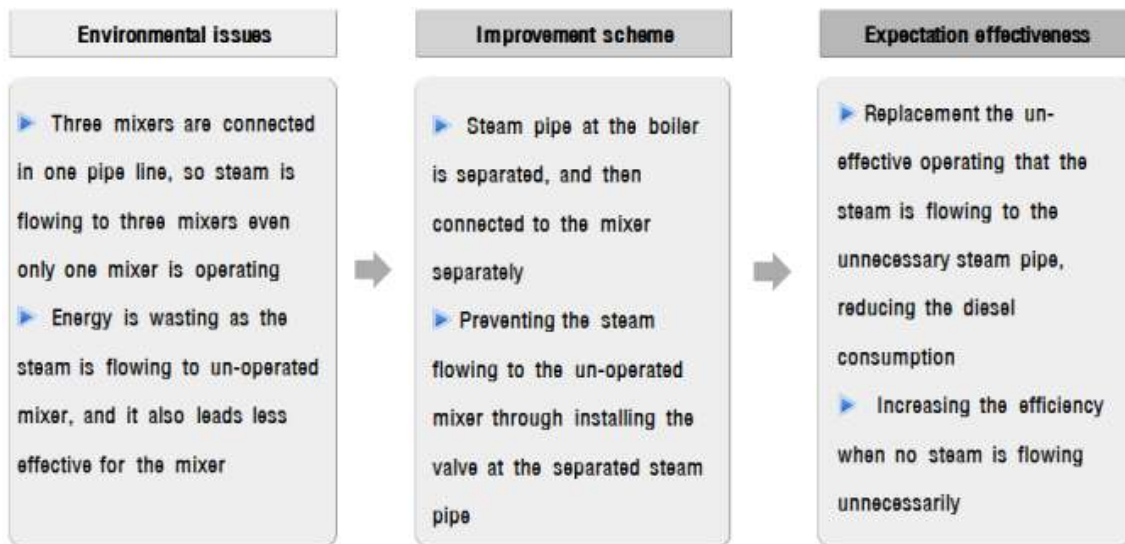 Environmental issues
Three mixers are connected
in one pipe line, so steam is
flowing to three mixers even
only one mixer is operating
Energy is wasting as the
steam is flowing to un-operated
mixer, and it also leads less
effective for the mixer
Improvement scheme
Steam pipe at the boiler
is separated, and then
connected to the mixer
separately
Preventing the steam
flowing to the un-operated
mixer through installing the
valve at the separated steam
pipe
Expectation effectiveness
Replacement the un-
effective operating that the
steam is flowing to the
unnecessary steam pipe,
reducing the diesel
consumption
Increasing the efficiency
when no steam is flowing
unnecessarily